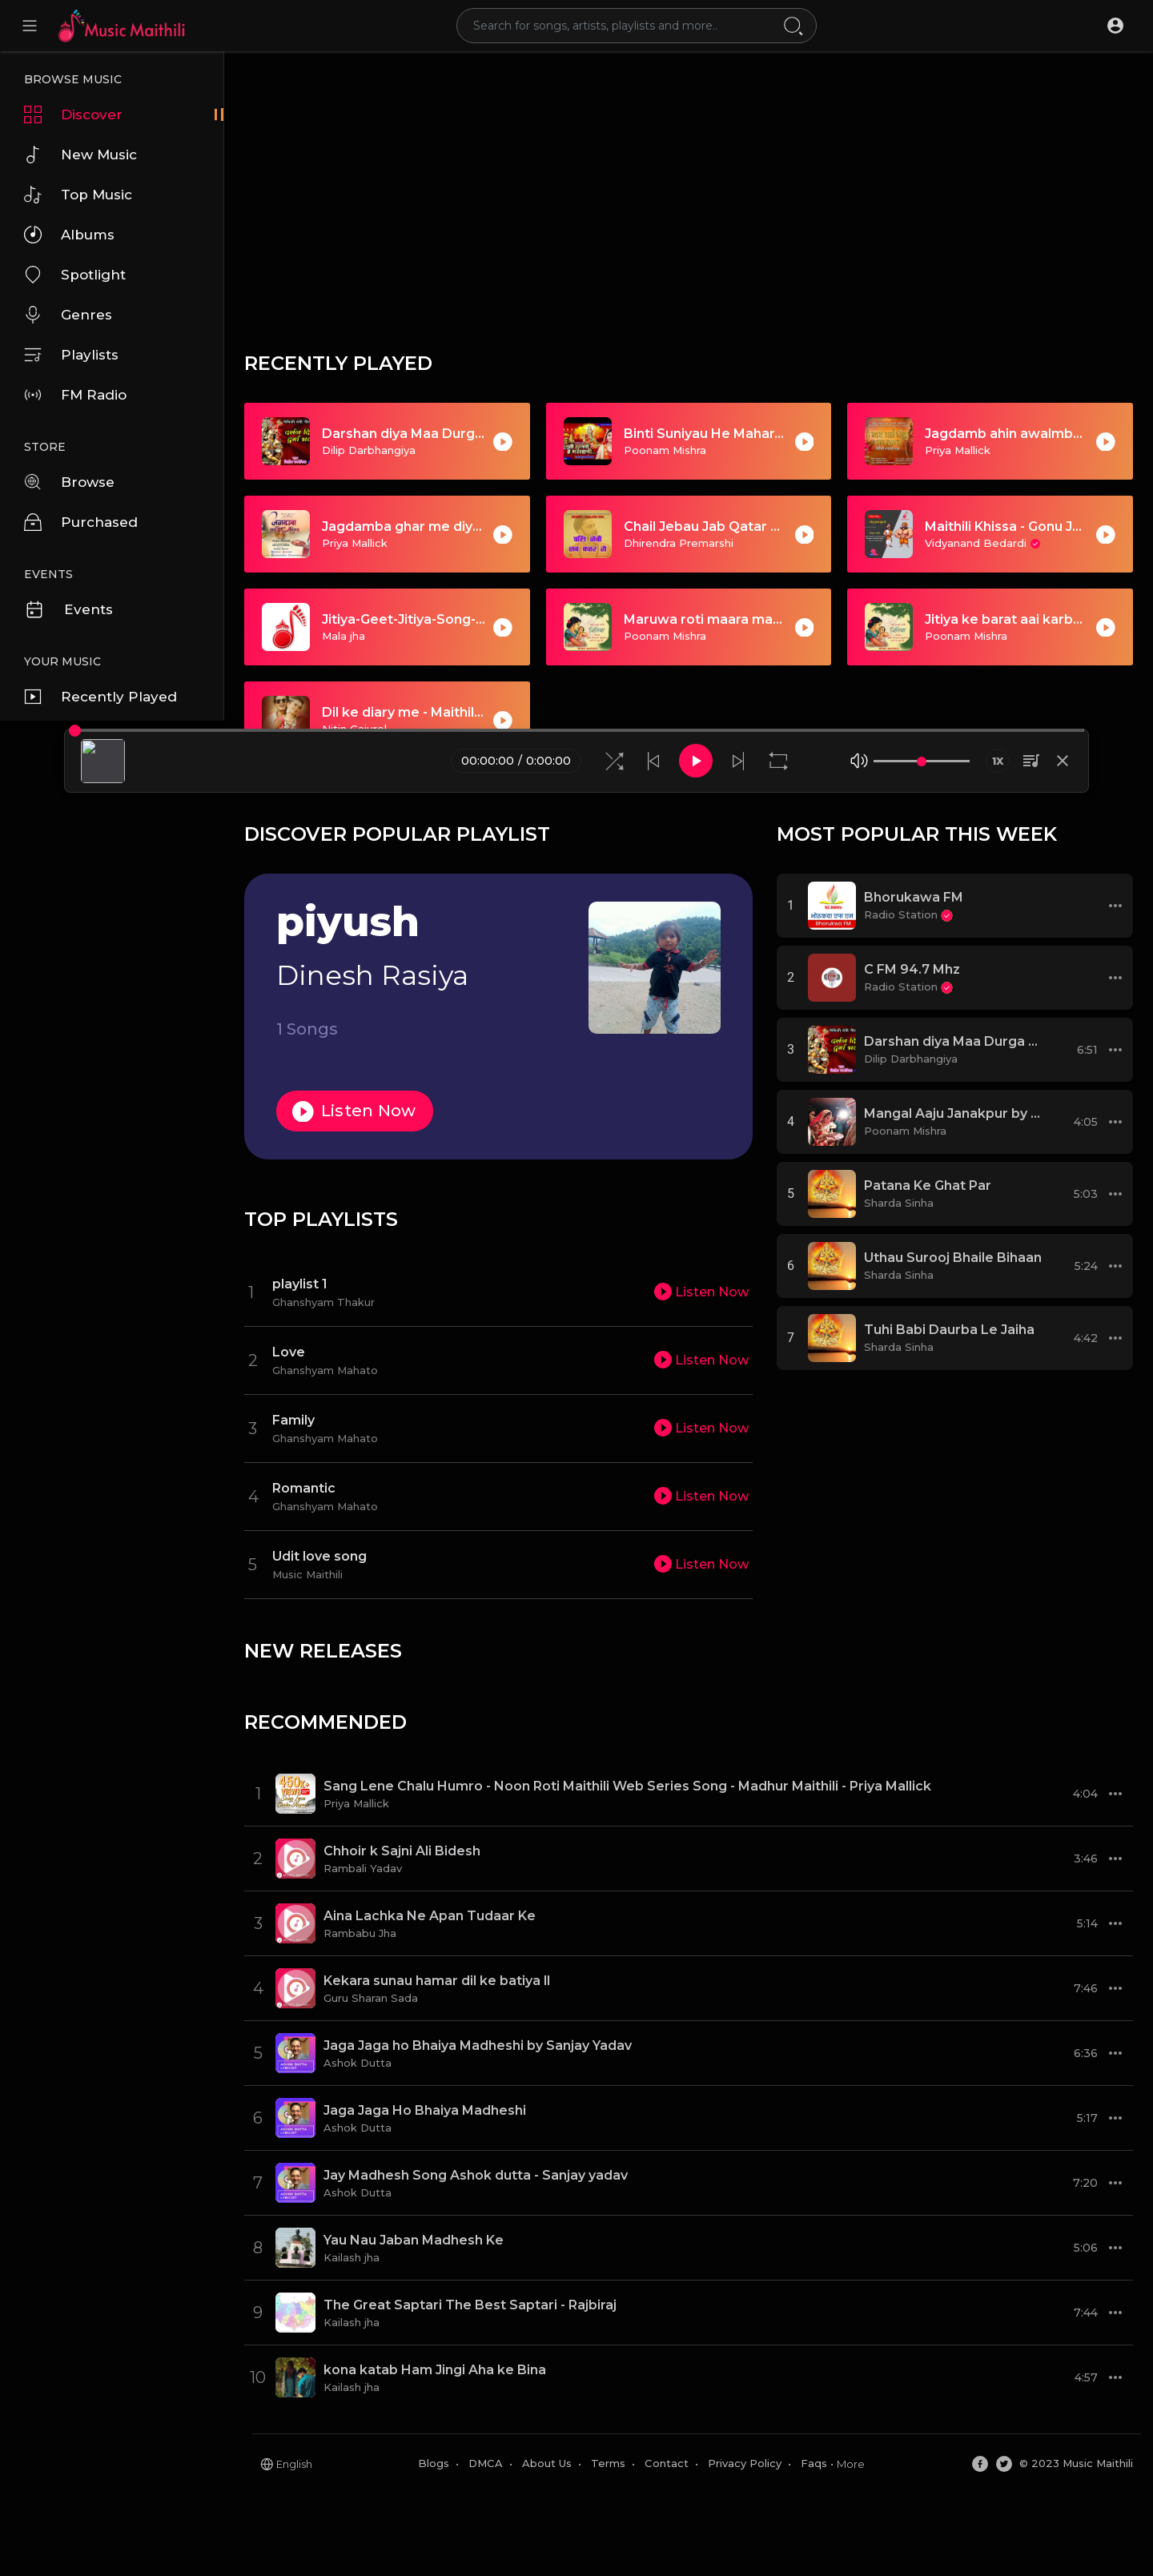 Music Maithili
Search for songs, artists, playlists and more..
BROWSE MUSIC
Discover
New Music
Top Music
Albums
Spotlight
Genres
Playlists
FM Radio
STORE
Browse
Purchased
EVENTS
Events
YOUR MUSIC
Recently Played
RECENTLY PLAYED
Darshan diya Maa Durg...
Dilip Darbhangiya
Binti Suniyau He Mahar...
Poonam Mishra
Jagdamb ahin awalmb...
Priya Mallick
Jagdamba ghar me diy...
Priya Mallick
Chail Jebau Jab Qatar ...
Dhirendra Premarshi
Maithili Khissa - Gonu J...
Vidyanand Bedardi
Jitiya-Geet-Jitiya-Song-...
Mala jha
Maruwa roti maara ma...
Poonam Mishra
Jitiya ke barat aai karb...
Poonam Mishra
Dil ke diary me - Maithil...
Nitin Gajurel
00:00:00 / 0:00:00
1X
DISCOVER POPULAR PLAYLIST
piyush
Dinesh Rasiya
1 Songs
Listen Now
MOST POPULAR THIS WEEK
1
Bhorukawa FM
Radio Station
2
C FM 94.7 Mhz
Radio Station
3
Darshan diya Maa Durga ...
Dilip Darbhangiya
6:51
4
Mangal Aaju Janakpur by ...
Poonam Mishra
4:05
5
Patana Ke Ghat Par
Sharda Sinha
5:03
6
Uthau Surooj Bhaile Bihaan
Sharda Sinha
5:24
7
Tuhi Babi Daurba Le Jaiha
Sharda Sinha
4:42
TOP PLAYLISTS
1
playlist 1
Ghanshyam Thakur
Listen Now
2
Love
Ghanshyam Mahato
Listen Now
3
Family
Ghanshyam Mahato
Listen Now
4
Romantic
Ghanshyam Mahato
Listen Now
5
Udit love song
Music Maithili
Listen Now
NEW RELEASES
RECOMMENDED
1
Sang Lene Chalu Humro - Noon Roti Maithili Web Series Song - Madhur Maithili - Priya Mallick
Priya Mallick
4:04
2
Chhoir k Sajni Ali Bidesh
Rambali Yadav
3:46
3
Aina Lachka Ne Apan Tudaar Ke
Rambabu Jha
5:14
4
Kekara sunau hamar dil ke batiya II
Guru Sharan Sada
7:46
5
Jaga Jaga ho Bhaiya Madheshi by Sanjay Yadav
Ashok Dutta
6:36
6
Jaga Jaga Ho Bhaiya Madheshi
Ashok Dutta
5:17
7
Jay Madhesh Song Ashok dutta - Sanjay yadav
Ashok Dutta
7:20
8
Yau Nau Jaban Madhesh Ke
Kailash jha
5:06
9
The Great Saptari The Best Saptari - Rajbiraj
Kailash jha
7:44
10
kona katab Ham Jingi Aha ke Bina
Kailash jha
4:57
English
Blogs • DMCA • About Us • Terms • Contact • Privacy Policy • Faqs • More
© 2023 Music Maithili